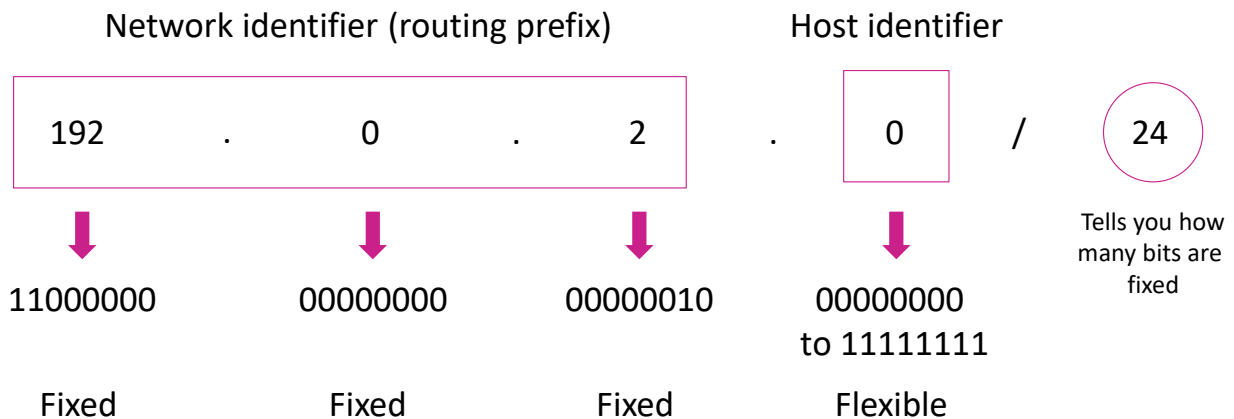 Network identifier (routing prefix) Host identifier
192 . 0 . 2 . 0 / 24
Tells you how
many bits are
fixed
11000000 00000000 00000010 00000000
to 11111111
Fixed Fixed Fixed Flexible